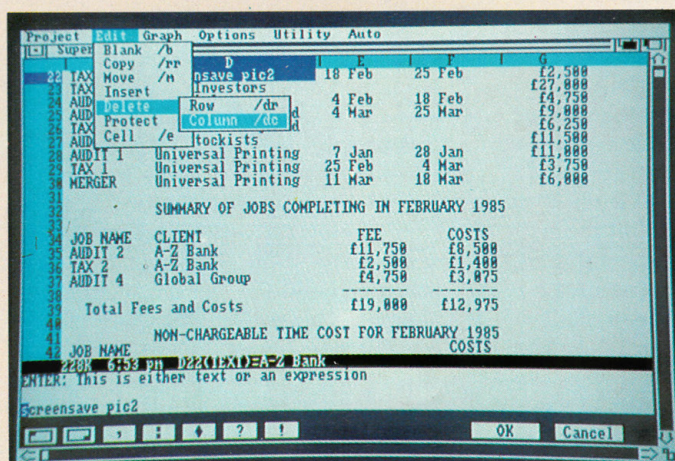 Project Edit Graph Options Utility Auto
Super
Blank /b
Copy /rr
Move /m
Insert
Delete
Protect
Cell /e
Row /dr
Column /dc
D E F G
22 TAX nsave pic2 18 Feb 25 Feb £2,500
23 TAX Investors £27,000
24 AUD 4 Feb 18 Feb £4,750
25 AUD d 4 Mar 25 Mar £9,000
26 TAX d £6,250
27 AUD tockists £11,500
28 AUDIT 1 Universal Printing 7 Jan 28 Jan £11,000
29 TAX 1 Universal Printing 25 Feb 4 Mar £3,750
30 MERGER Universal Printing 11 Mar 18 Mar £6,000
31
32 SUMMARY OF JOBS COMPLETING IN FEBRUARY 1985
33
34 JOB NAME CLIENT FEE COSTS
35 AUDIT 2 A-Z Bank £11,750 £8,500
36 TAX 2 A-Z Bank £2,500 £1,400
37 AUDIT 4 Global Group £4,750 £3,075
38 -------- --------
39 Total Fees and Costs £19,000 £12,975
40
41 NON-CHARGEABLE TIME COST FOR FEBRUARY 1985
42 JOB NAME COSTS
228K 6:53 pm D22(TEXT)=A-Z Bank
ENTER: This is either text or an expression
Screensave pic2
, : ♦ ? ! OK Cancel